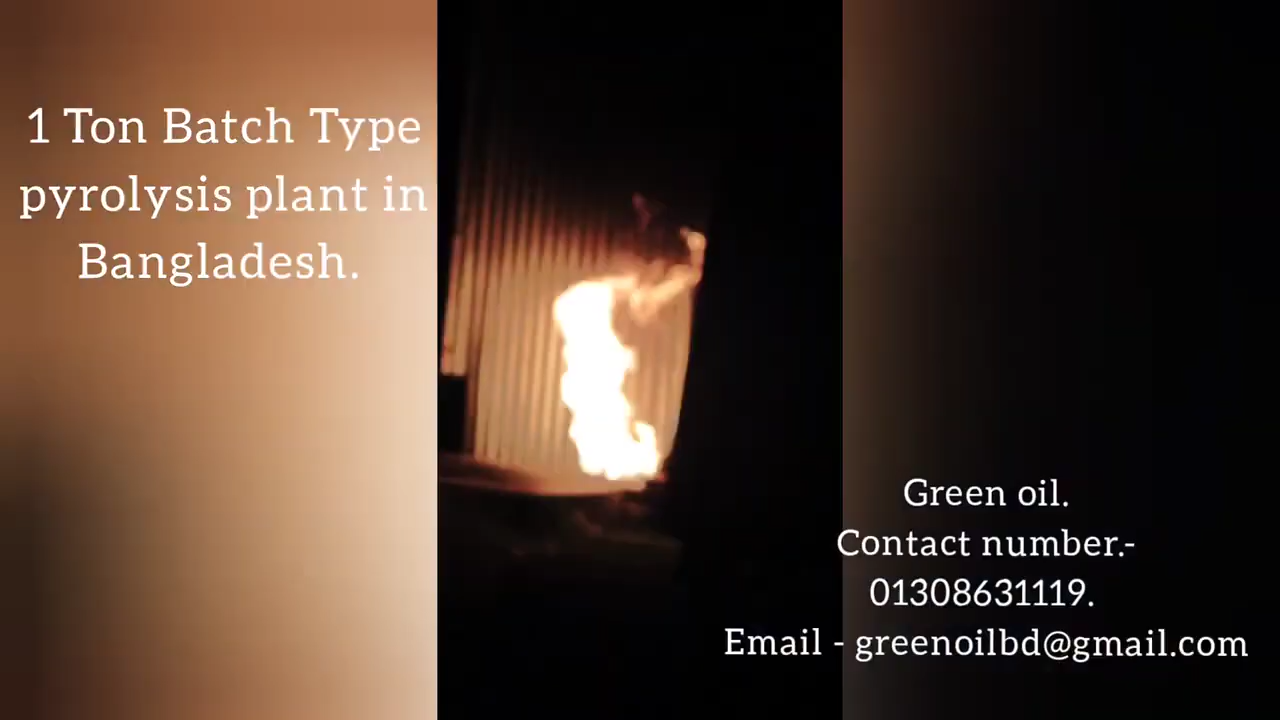 1 Ton Batch Type
pyrolysis plant in
Bangladesh.
Green oil.
Contact number.-
01308631119.
Email - greenoilbd@gmail.com